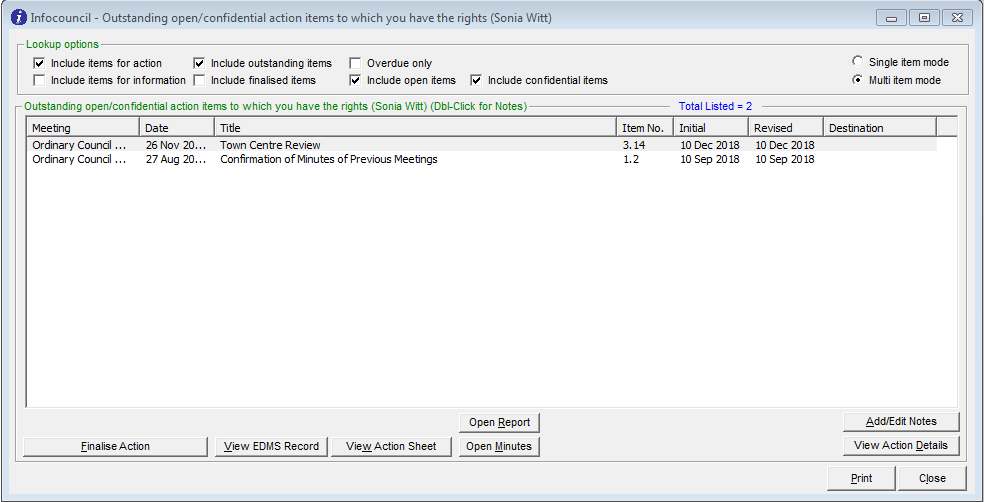 Infocouncil - Outstanding open/confidential action items to which you have the rights (Sonia Witt)
Lookup options
Include items for action Include outstanding items Overdue only Single item mode
Include items for information Include finalised items Include open items Include confidential items Multi item mode
Outstanding open/confidential action items to which you have the rights (Sonia Witt) (Dbl-Click for Notes) Total Listed = 2
Meeting Date Title Item No. Initial Revised Destination
Ordinary Council ... 26 Nov 20... Town Centre Review 3.14 10 Dec 2018 10 Dec 2018
Ordinary Council ... 27 Aug 20... Confirmation of Minutes of Previous Meetings 1.2 10 Sep 2018 10 Sep 2018
Open Report Add/Edit Notes
Finalise Action View EDMS Record View Action Sheet Open Minutes View Action Details
Print Close